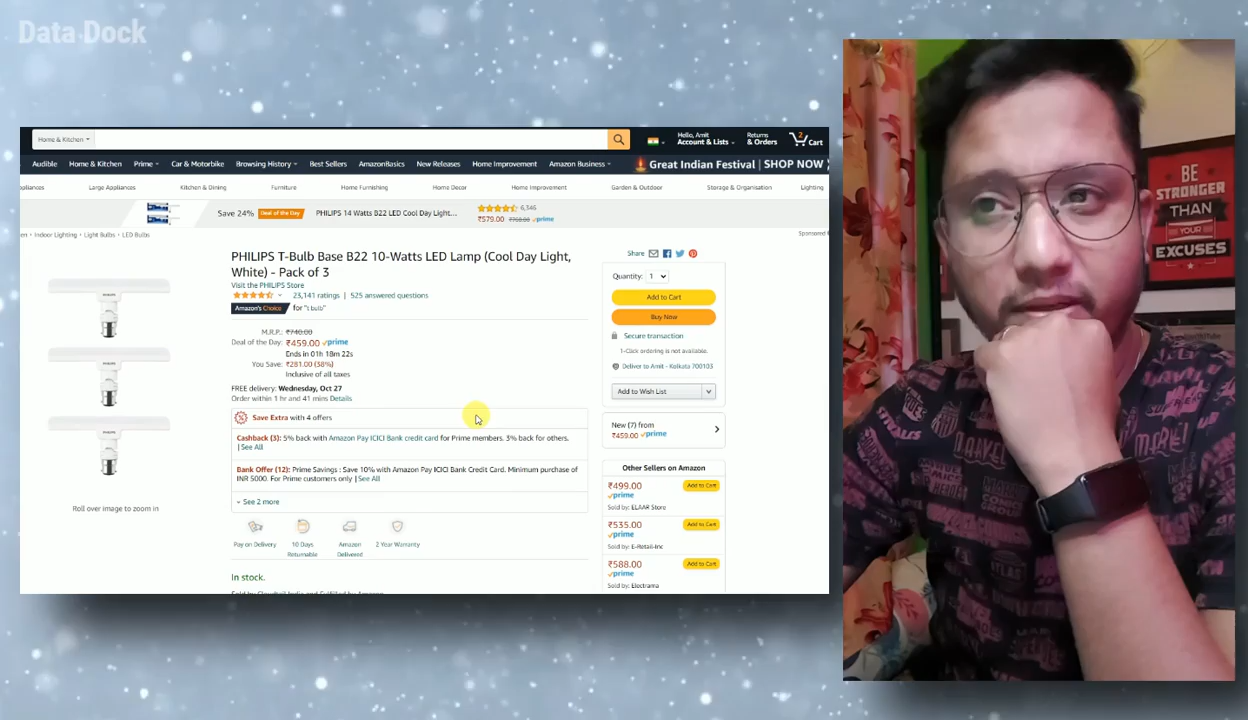 Data Dock
Home & Kitchen
Hello, Amit
Account & Lists
Returns
& Orders
2
Cart
Audible Home & Kitchen Prime Car & Motorbike Browsing History Best Sellers AmazonBasics New Releases Home Improvement Amazon Business Great Indian Festival | SHOP NOW
ppliances Large Appliances Kitchen & Dining Furniture Home Furnishing Home Decor Home Improvement Garden & Outdoor Storage & Organisation Lighting
Save 24% Deal of the Day PHILIPS 14 Watts B22 LED Cool Day Light... 6,345
₹579.00 ₹760.00 prime
› Indoor Lighting › Light Bulbs › LED Bulbs
Sponsored
PHILIPS T-Bulb Base B22 10-Watts LED Lamp (Cool Day Light,
White) - Pack of 3
Visit the PHILIPS Store
23,141 ratings | 525 answered questions
Amazon's Choice for "t bulb"
M.R.P.: ₹740.00
Deal of the Day: ₹459.00 prime
Ends in 01h 18m 22s
You Save: ₹281.00 (38%)
Inclusive of all taxes
FREE delivery: Wednesday, Oct 27
Order within 1 hr and 41 mins Details
Save Extra with 4 offers
Cashback (3): 5% back with Amazon Pay ICICI Bank credit card for Prime members. 3% back for others.
| See All
Bank Offer (12): Prime Savings : Save 10% with Amazon Pay ICICI Bank Credit Card. Minimum purchase of
INR 5000. For Prime customers only | See All
See 2 more
Roll over image to zoom in
Pay on Delivery
10 Days
Returnable
Amazon
Delivered
2 Year Warranty
In stock.
Sold by Cloudtail India and Fulfilled by Amazon.
Share
Quantity: 1
Add to Cart
Buy Now
Secure transaction
1-Click ordering is not available.
Deliver to Amit - Kolkata 700103
Add to Wish List
New (7) from
₹459.00 prime
Other Sellers on Amazon
₹499.00 Add to Cart
prime
Sold by: ELAAR Store
₹535.00 Add to Cart
prime
Sold by: E-Retail-Inc
₹588.00 Add to Cart
prime
Sold by: Electrama
BE
STRONGER
THAN
YOUR
EXCUSES